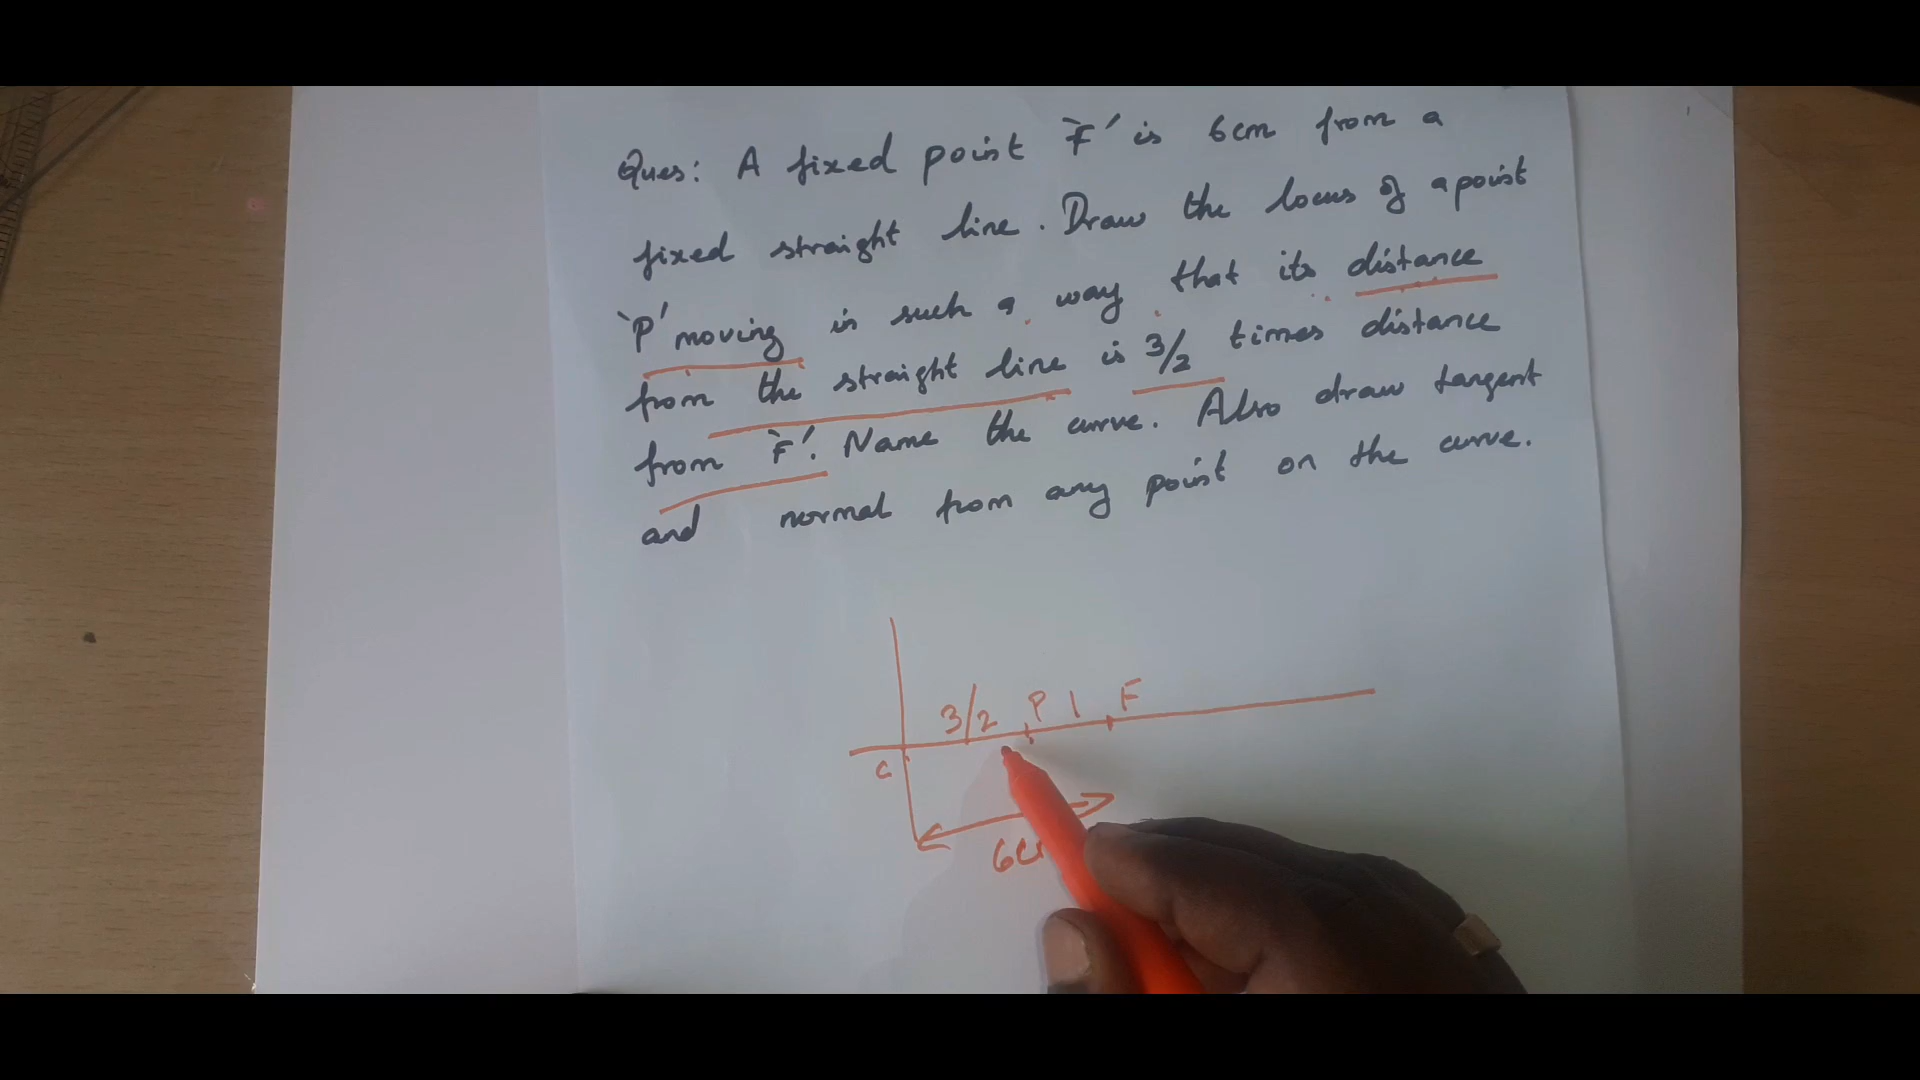 Ques: A fixed point `F' is 6cm from a
fixed straight line. Draw the locus of a point
`P' moving in such a way that its distance
from the straight line is 3/2 times distance
from `F'. Name the curve. Also draw tangent
and normal from any point on the curve.
3/2 P 1 F
C